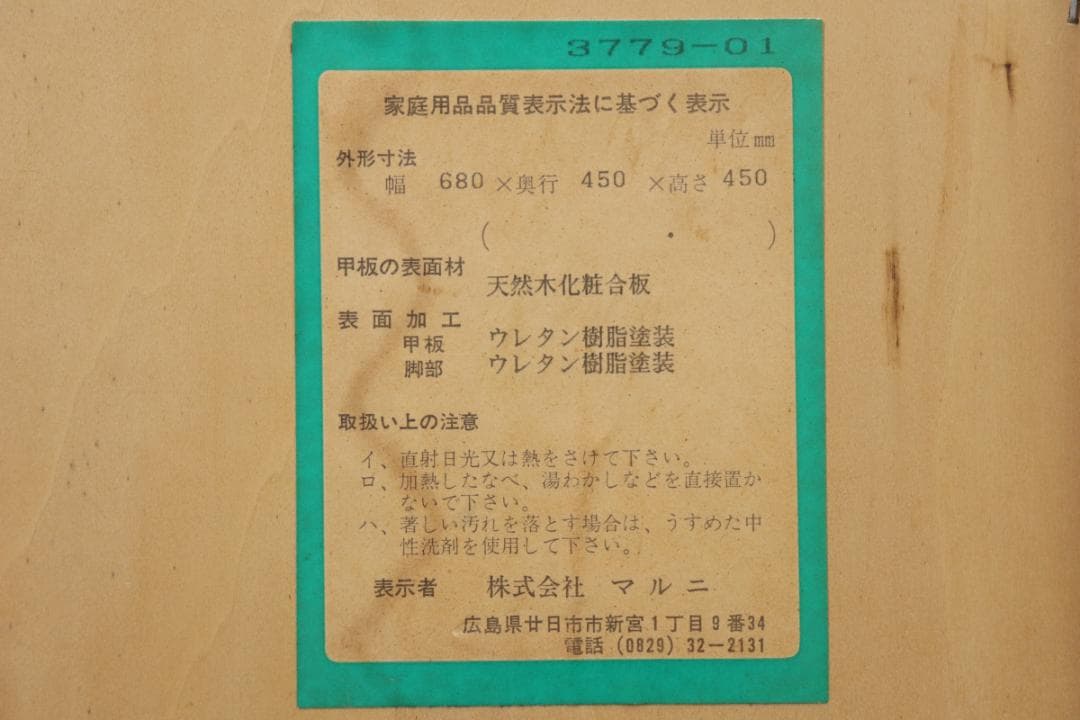 3779-01
家庭用品品質表示法に基づく表示
単位㎜
外形寸法
幅 680 ×奥行 450 ×高さ 450
( ・ )
甲板の表面材
天然木化粧合板
表面加工
甲板 ウレタン樹脂塗装
脚部 ウレタン樹脂塗装
取扱い上の注意
イ、直射日光又は熱をさけて下さい。
ロ、加熱したなべ、湯わかしなどを直接置か
ないで下さい。
ハ、著しい汚れを落とす場合は、うすめた中
性洗剤を使用して下さい。
表示者 株式会社 マルニ
広島県廿日市市新宮1丁目9番34
電話 (0829) 32-2131